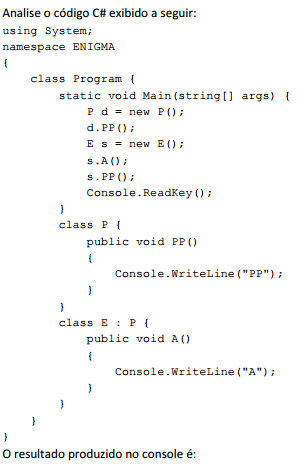 Analise o código C# exibido a seguir:
using System;
namespace ENIGMA
{
    class Program {
        static void Main(string[] args) {
            P d = new P();
            d.PP();
            E s = new E();
            s.A();
            s.PP();
            Console.ReadKey();
        }
        class P {
            public void PP()
            {
                Console.WriteLine("PP");
            }
        }
        class E : P {
            public void A()
            {
                Console.WriteLine("A");
            }
        }
    }
}
O resultado produzido no console é: